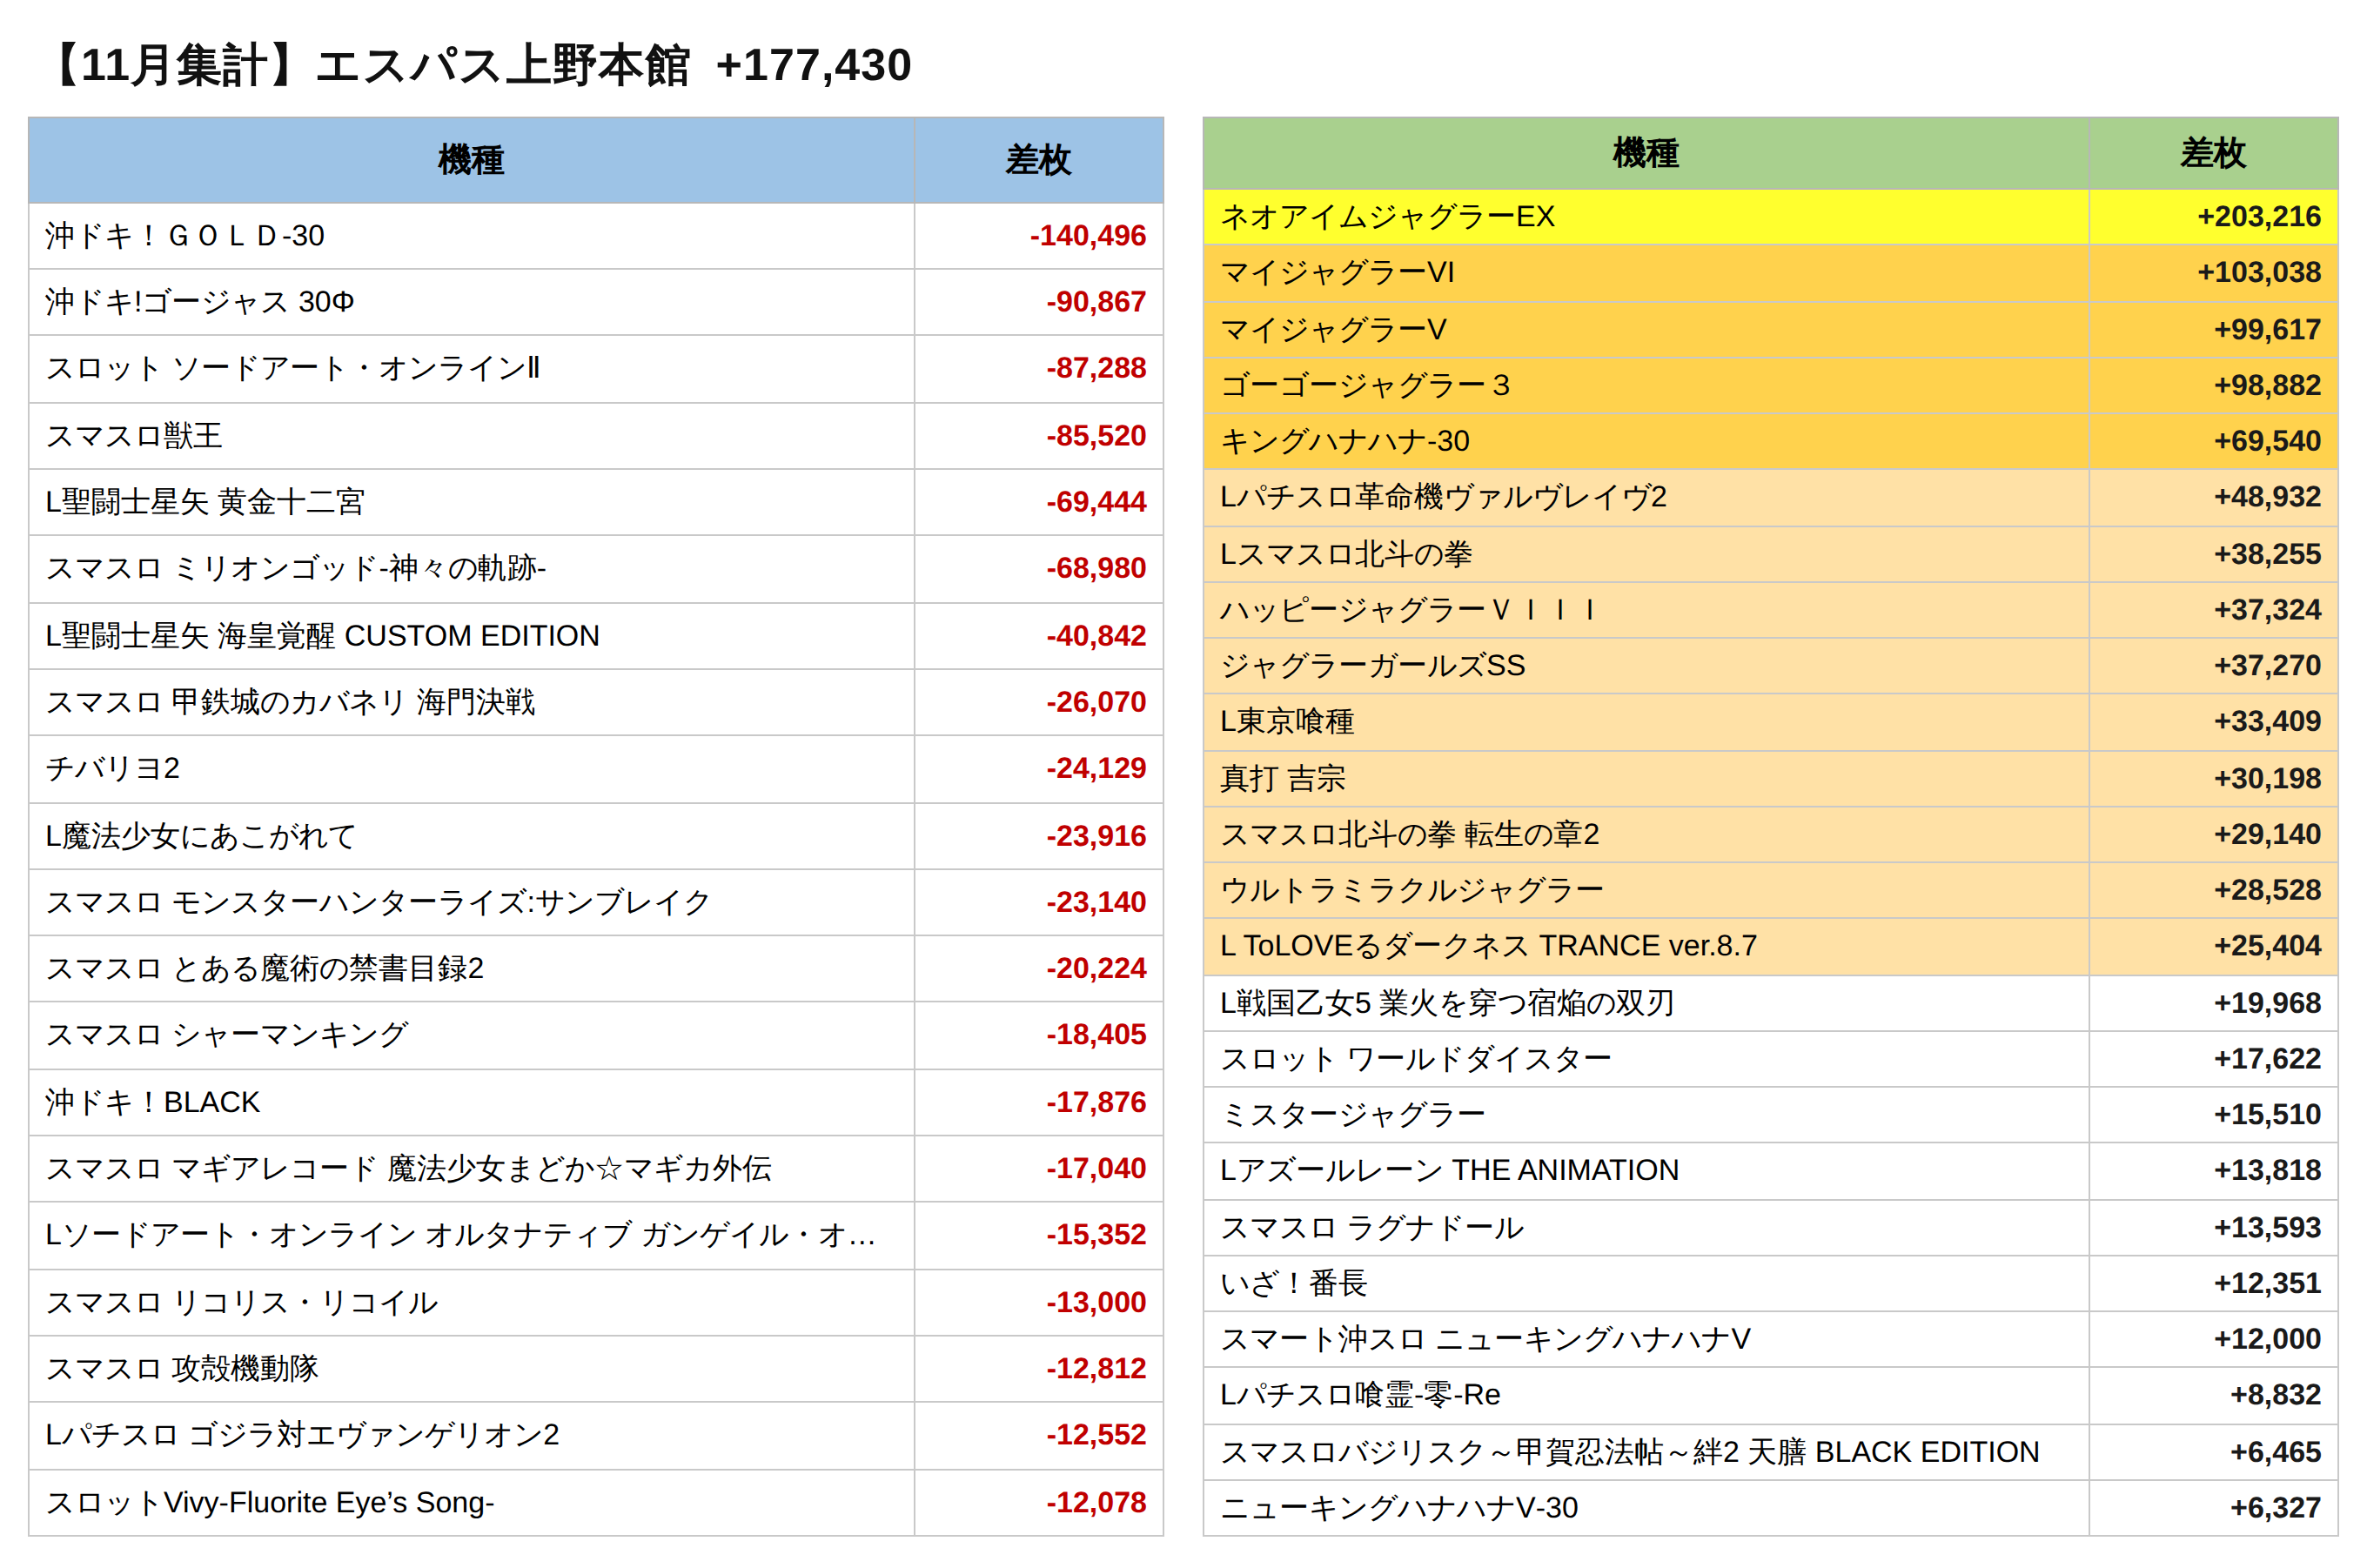 【11月集計】エスパス上野本館 +177,430
機種 差枚
沖ドキ！ＧＯＬＤ-30 -140,496
沖ドキ!ゴージャス 30Φ -90,867
スロット ソードアート・オンラインⅡ -87,288
スマスロ獣王 -85,520
L聖闘士星矢 黄金十二宮 -69,444
スマスロ ミリオンゴッド-神々の軌跡- -68,980
L聖闘士星矢 海皇覚醒 CUSTOM EDITION -40,842
スマスロ 甲鉄城のカバネリ 海門決戦 -26,070
チバリヨ2 -24,129
L魔法少女にあこがれて -23,916
スマスロ モンスターハンターライズ:サンブレイク -23,140
スマスロ とある魔術の禁書目録2 -20,224
スマスロ シャーマンキング -18,405
沖ドキ！BLACK -17,876
スマスロ マギアレコード 魔法少女まどか☆マギカ外伝 -17,040
Lソードアート・オンライン オルタナティブ ガンゲイル・オ… -15,352
スマスロ リコリス・リコイル -13,000
スマスロ 攻殻機動隊 -12,812
Lパチスロ ゴジラ対エヴァンゲリオン2 -12,552
スロットVivy-Fluorite Eye’s Song- -12,078
機種 差枚
ネオアイムジャグラーEX +203,216
マイジャグラーVI +103,038
マイジャグラーV +99,617
ゴーゴージャグラー３ +98,882
キングハナハナ-30 +69,540
Lパチスロ革命機ヴァルヴレイヴ2 +48,932
Lスマスロ北斗の拳 +38,255
ハッピージャグラーＶＩＩＩ +37,324
ジャグラーガールズSS +37,270
L東京喰種 +33,409
真打 吉宗 +30,198
スマスロ北斗の拳 転生の章2 +29,140
ウルトラミラクルジャグラー +28,528
L ToLOVEるダークネス TRANCE ver.8.7 +25,404
L戦国乙女5 業火を穿つ宿焔の双刃 +19,968
スロット ワールドダイスター +17,622
ミスタージャグラー +15,510
Lアズールレーン THE ANIMATION +13,818
スマスロ ラグナドール +13,593
いざ！番長 +12,351
スマート沖スロ ニューキングハナハナV +12,000
Lパチスロ喰霊-零-Re +8,832
スマスロバジリスク～甲賀忍法帖～絆2 天膳 BLACK EDITION +6,465
ニューキングハナハナV-30 +6,327